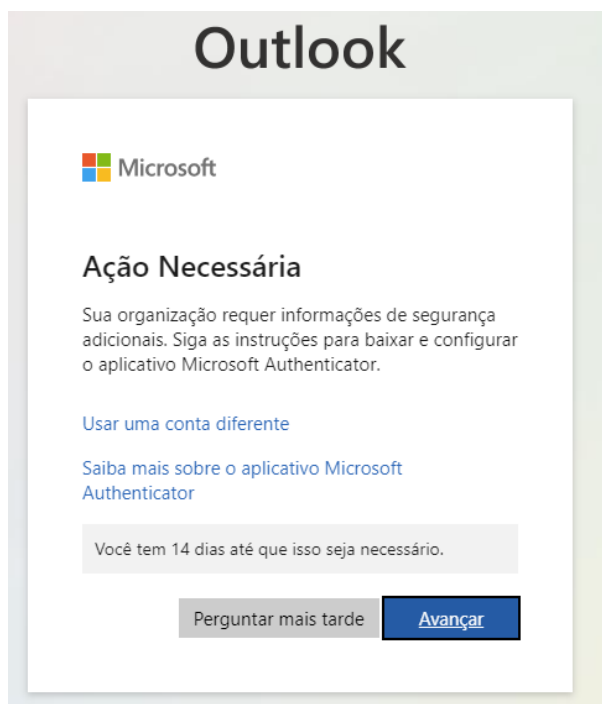 Outlook
Microsoft
Ação Necessária
Sua organização requer informações de segurança
adicionais. Siga as instruções para baixar e configurar
o aplicativo Microsoft Authenticator.
Usar uma conta diferente
Saiba mais sobre o aplicativo Microsoft
Authenticator
Você tem 14 dias até que isso seja necessário.
Perguntar mais tarde
Avançar